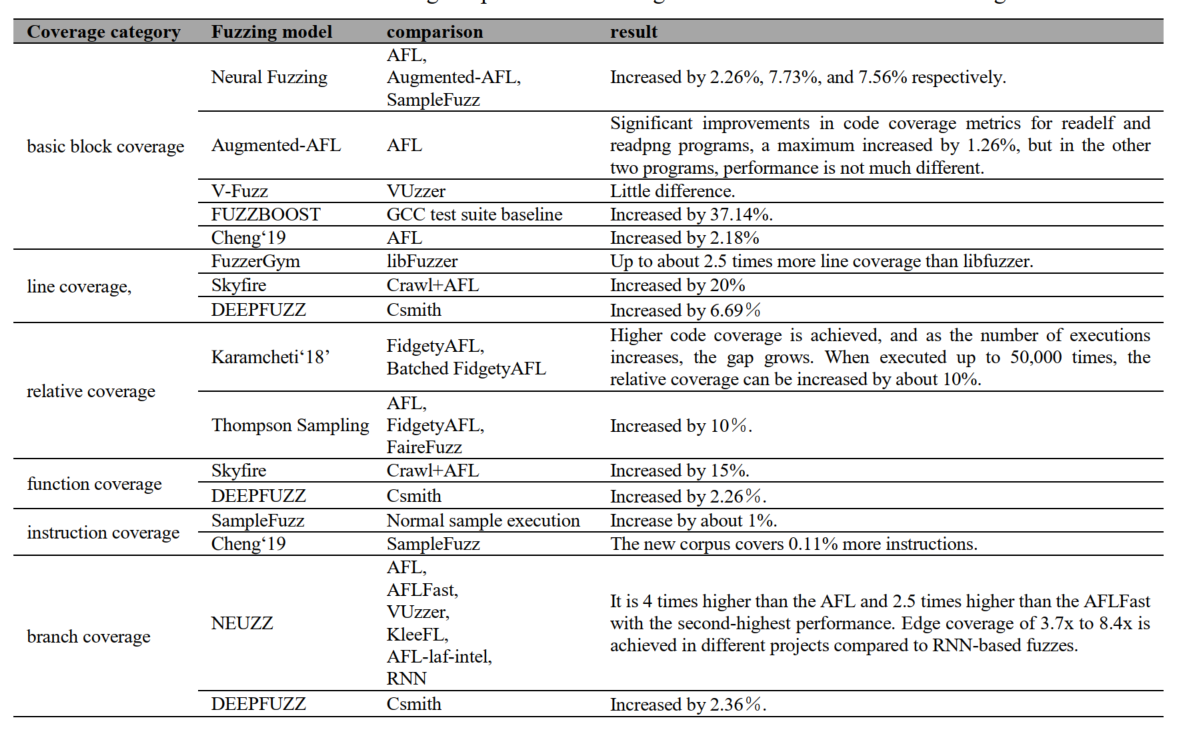 Coverage category Fuzzing model comparison result
basic block coverage
Neural Fuzzing
AFL,
Augmented-AFL,
SampleFuzz
Increased by 2.26%, 7.73%, and 7.56% respectively.
Augmented-AFL
AFL
Significant improvements in code coverage metrics for readelf and
readpng programs, a maximum increased by 1.26%, but in the other
two programs, performance is not much different.
V-Fuzz VUzzer Little difference.
FUZZBOOST GCC test suite baseline Increased by 37.14%.
Cheng‘19 AFL Increased by 2.18%
line coverage,
FuzzerGym libFuzzer Up to about 2.5 times more line coverage than libfuzzer.
Skyfire Crawl+AFL Increased by 20%
DEEPFUZZ Csmith Increased by 6.69%
relative coverage
Karamcheti‘18’
FidgetyAFL,
Batched FidgetyAFL
Higher code coverage is achieved, and as the number of executions
increases, the gap grows. When executed up to 50,000 times, the
relative coverage can be increased by about 10%.
Thompson Sampling
AFL,
FidgetyAFL,
FaireFuzz
Increased by 10%.
function coverage
Skyfire Crawl+AFL Increased by 15%.
DEEPFUZZ Csmith Increased by 2.26%.
instruction coverage
SampleFuzz Normal sample execution Increase by about 1%.
Cheng‘19 SampleFuzz The new corpus covers 0.11% more instructions.
branch coverage
NEUZZ
AFL,
AFLFast,
VUzzer,
KleeFL,
AFL-laf-intel,
RNN
It is 4 times higher than the AFL and 2.5 times higher than the AFLFast
with the second-highest performance. Edge coverage of 3.7x to 8.4x is
achieved in different projects compared to RNN-based fuzzes.
DEEPFUZZ Csmith Increased by 2.36%.